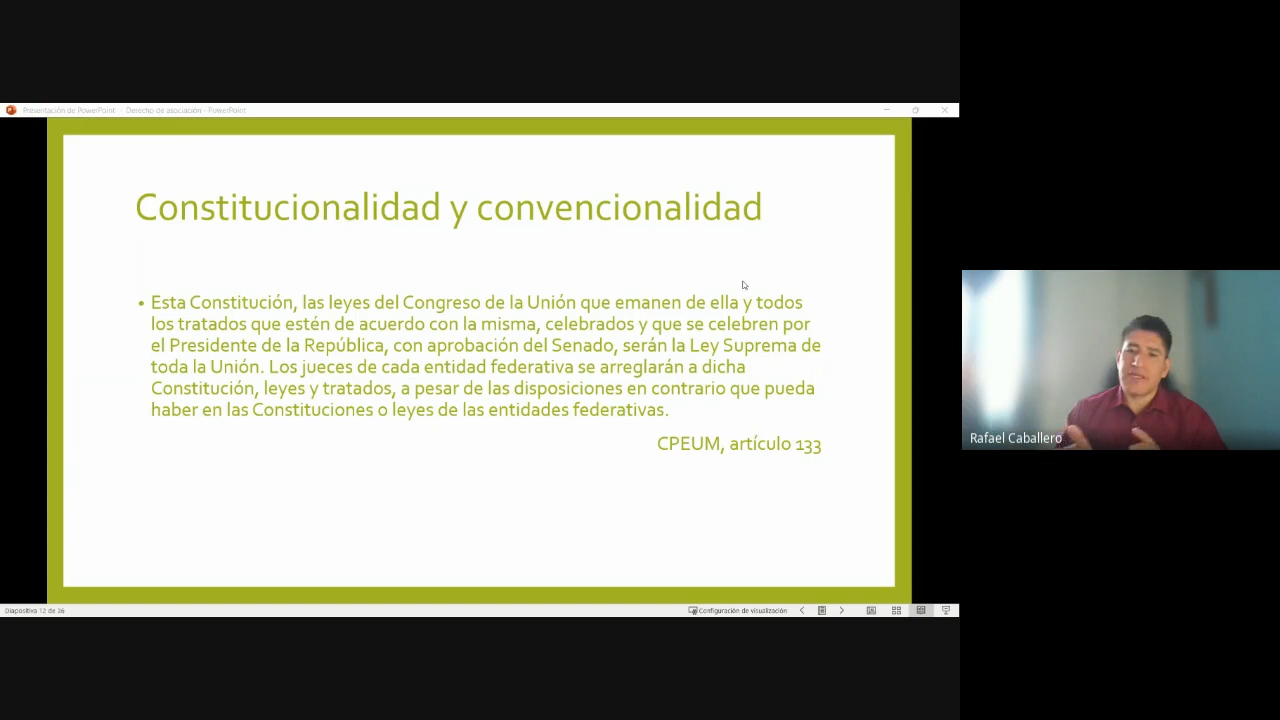 Presentación de PowerPoint - Derecho de asociación - PowerPoint
Constitucionalidad y convencionalidad
• Esta Constitución, las leyes del Congreso de la Unión que emanen de ella y todos
los tratados que estén de acuerdo con la misma, celebrados y que se celebren por
el Presidente de la República, con aprobación del Senado, serán la Ley Suprema de
toda la Unión. Los jueces de cada entidad federativa se arreglarán a dicha
Constitución, leyes y tratados, a pesar de las disposiciones en contrario que pueda
haber en las Constituciones o leyes de las entidades federativas.
CPEUM, artículo 133
Rafael Caballero
Diapositiva 12 de 26
Configuración de visualización